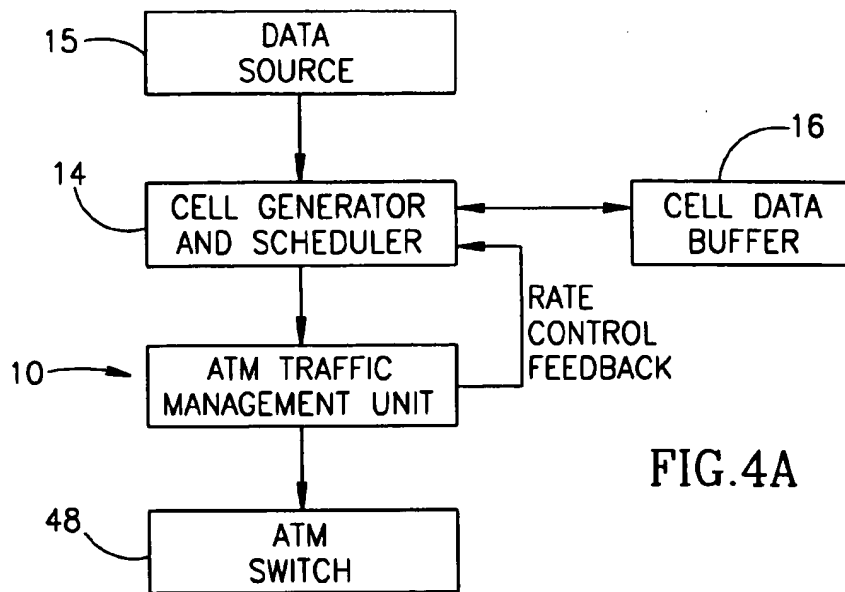 15
DATA
SOURCE
16
14
CELL GENERATOR
AND SCHEDULER
CELL DATA
BUFFER
RATE
CONTROL
FEEDBACK
10
ATM TRAFFIC
MANAGEMENT UNIT
FIG.4A
48
ATM
SWITCH